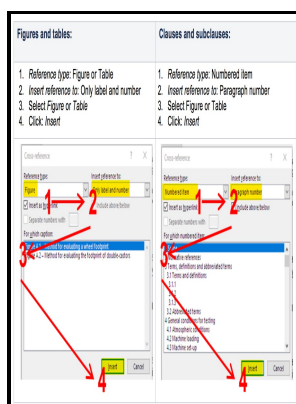 Figures and tables:
1. Reference type: Figure or Table
2. Insert reference to: Only label and number
3. Select Figure or Table
4. Click: Insert
Cross-reference ? X
Reference type: Insert reference to:
Figure Only label and number
Insert as hyperlink Include above/below
Separate numbers with
For which caption:
A.1 – Method for evaluating a wheel footprint
A.2 – Method for evaluating the footprint of double-castors
Insert Cancel
1 2 3 4
Clauses and subclauses:
1. Reference type: Numbered item
2. Insert reference to: Paragraph number
3. Select Figure or Table
4. Click: Insert
Cross-reference ? X
Reference type: Insert reference to:
Numbered item Paragraph number
Insert as hyperlink Include above/below
Separate numbers with
For which numbered item:
references
3 Terms, definitions and abbreviated terms
3.1 Terms and definitions
3.1.1
3.1.2
3.2 Abbreviated terms
4 General conditions for testing
4.1 Atmospheric conditions
4.2 Machine loading
4.3 Machine set-up
Insert Cancel
1 2 3 4